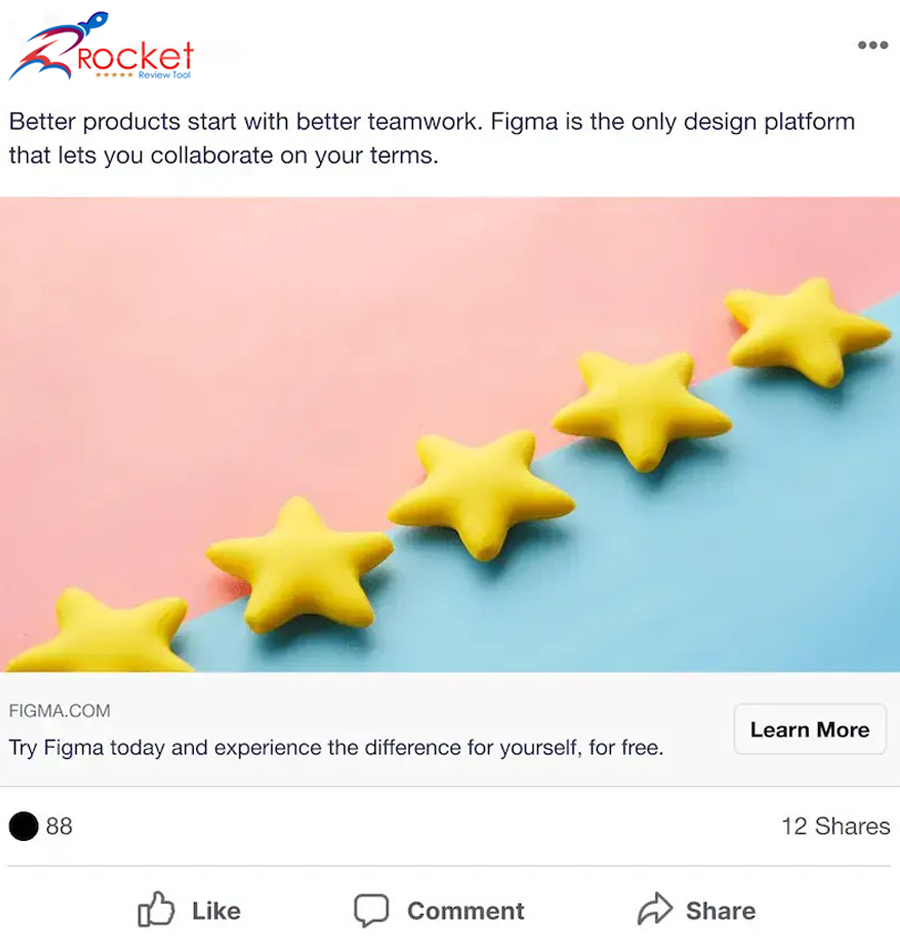 Rocket
Review Tool
Better products start with better teamwork. Figma is the only design platform
that lets you collaborate on your terms.
FIGMA.COM
Try Figma today and experience the difference for yourself, for free.
Learn More
88
12 Shares
Like
Comment
Share